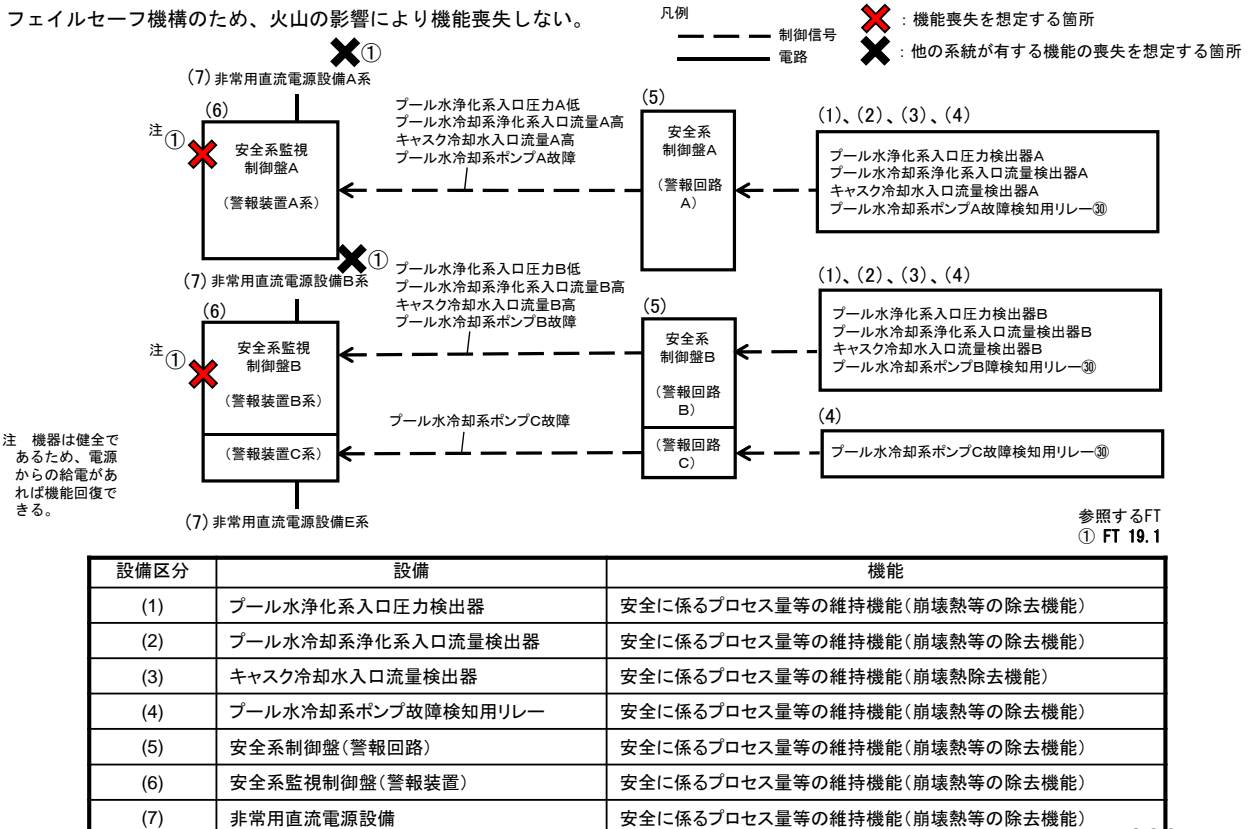 フェイルセーフ機構のため、火山の影響により機能喪失しない。
凡例
制御信号
電路
：機能喪失を想定する箇所
：他の系統が有する機能の喪失を想定する箇所
①
(7)非常用直流電源設備A系
(6)
注①
安全系監視
制御盤A
（警報装置A系）
プール水浄化系入口圧力A低
プール水冷却系浄化系入口流量A高
キャスク冷却水入口流量A高
プール水冷却系ポンプA故障
(5)
安全系
制御盤A
（警報回路
A）
(1)、(2)、(3)、(4)
プール水浄化系入口圧力検出器A
プール水冷却系浄化系入口流量検出器A
キャスク冷却水入口流量検出器A
プール水冷却系ポンプA故障検知用リレー㉚
①
(7)非常用直流電源設備B系
(6)
注①
安全系監視
制御盤B
（警報装置B系）
（警報装置C系）
プール水浄化系入口圧力B低
プール水冷却系浄化系入口流量B高
キャスク冷却水入口流量B高
プール水冷却系ポンプB故障
プール水冷却系ポンプC故障
(5)
安全系
制御盤B
（警報回路
B）
（警報回路
C）
(1)、(2)、(3)、(4)
プール水浄化系入口圧力検出器B
プール水冷却系浄化系入口流量検出器B
キャスク冷却水入口流量検出器B
プール水冷却系ポンプB障検知用リレー㉚
(4)
プール水冷却系ポンプC故障検知用リレー㉚
注　機器は健全で
あるため、電源
からの給電があ
れば機能回復で
きる。
(7)非常用直流電源設備E系
参照するFT
① FT 19.1
設備区分 設備 機能
(1) プール水浄化系入口圧力検出器 安全に係るプロセス量等の維持機能（崩壊熱等の除去機能）
(2) プール水冷却系浄化系入口流量検出器 安全に係るプロセス量等の維持機能（崩壊熱等の除去機能）
(3) キャスク冷却水入口流量検出器 安全に係るプロセス量等の維持機能（崩壊熱除去機能）
(4) プール水冷却系ポンプ故障検知用リレー 安全に係るプロセス量等の維持機能（崩壊熱等の除去機能）
(5) 安全系制御盤（警報回路） 安全に係るプロセス量等の維持機能（崩壊熱等の除去機能）
(6) 安全系監視制御盤（警報装置） 安全に係るプロセス量等の維持機能（崩壊熱等の除去機能）
(7) 非常用直流電源設備 安全に係るプロセス量等の維持機能（崩壊熱等の除去機能）